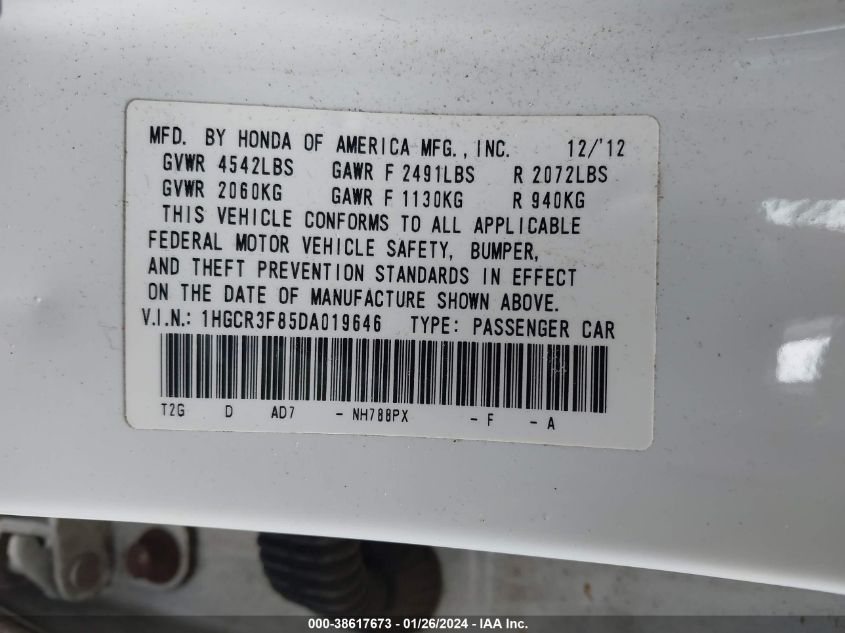 MFD. BY HONDA OF AMERICA MFG., INC. 12/'12
GVWR 4542LBS GAWR F 2491LBS R 2072LBS
GVWR 2060KG GAWR F 1130KG R 940KG
THIS VEHICLE CONFORMS TO ALL APPLICABLE
FEDERAL MOTOR VEHICLE SAFETY, BUMPER,
AND THEFT PREVENTION STANDARDS IN EFFECT
ON THE DATE OF MANUFACTURE SHOWN ABOVE.
V.I.N.: 1HGCR3F85DA019646 TYPE: PASSENGER CAR
T2G D AD7 - NH788PX - F - A
000-38617673 - 01/26/2024 - IAA Inc.